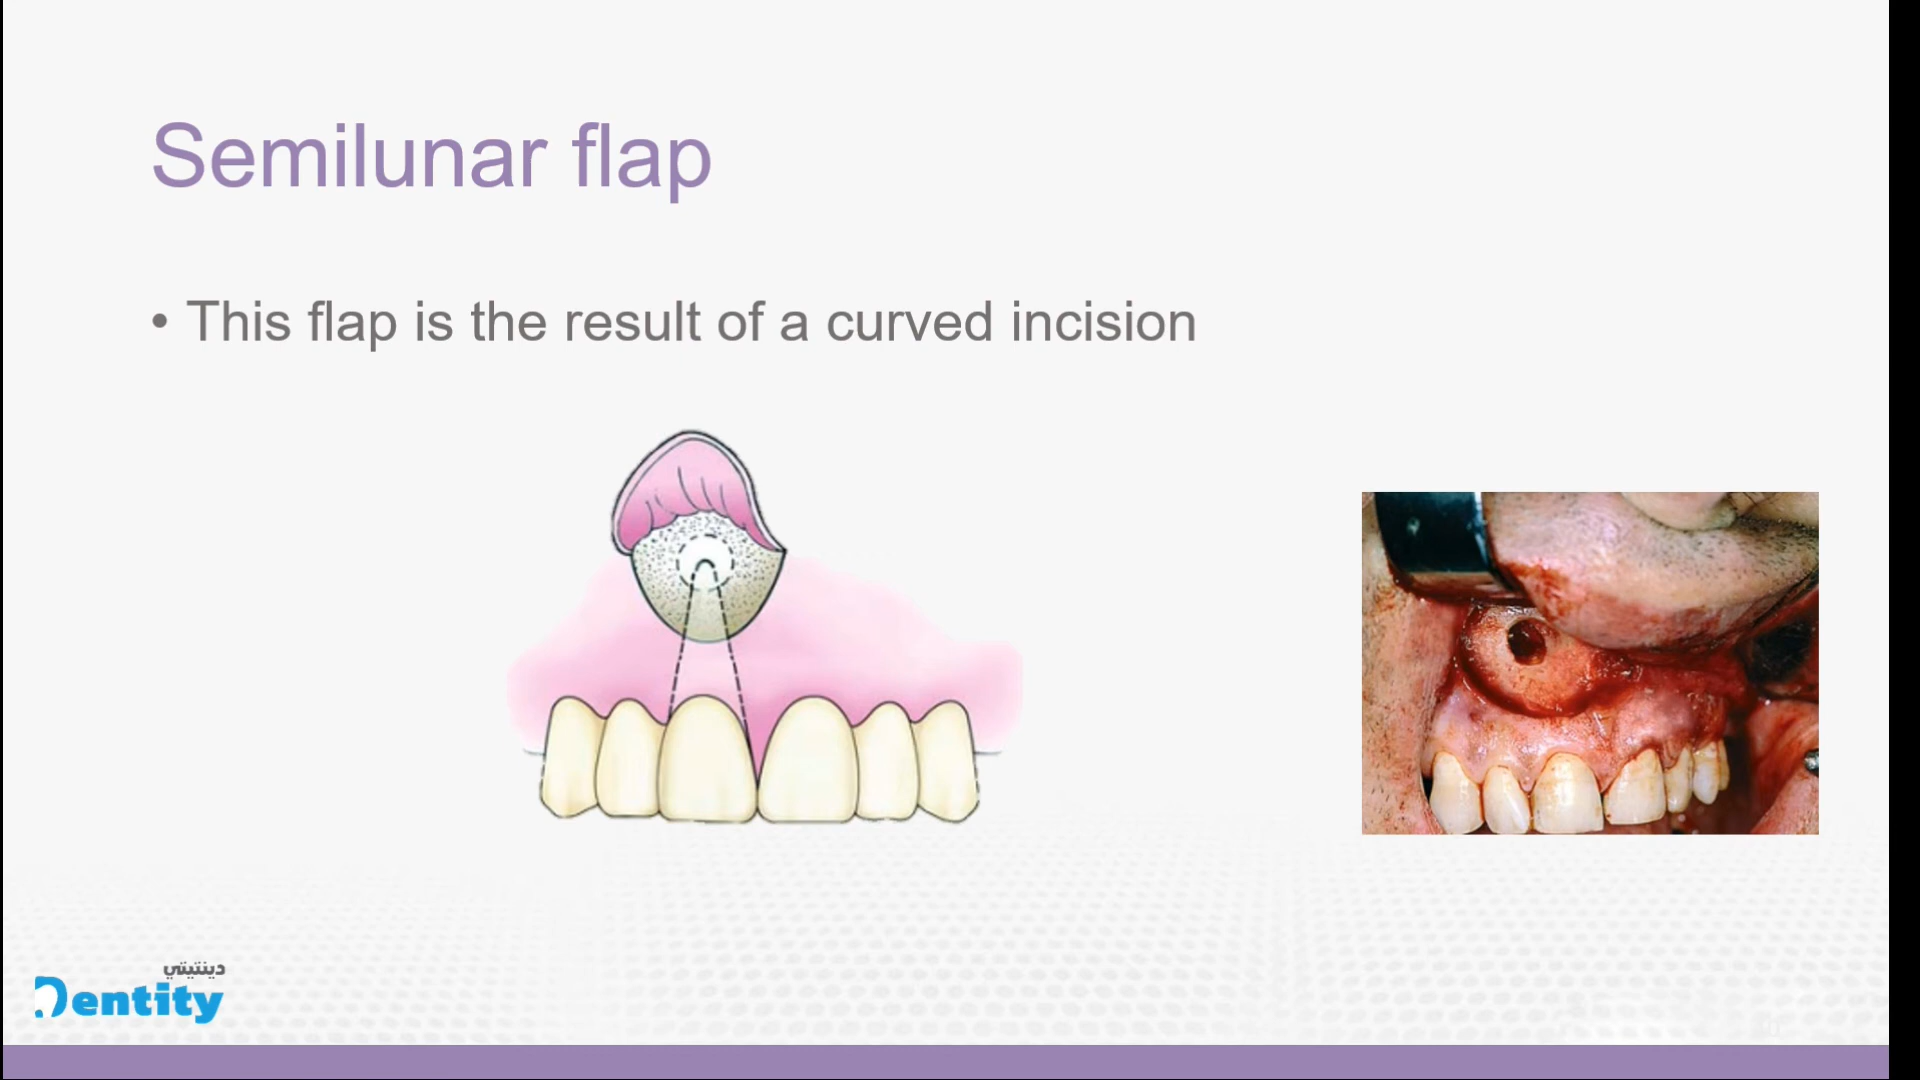 Semilunar flap
• This flap is the result of a curved incision
دينتيتي
Dentity